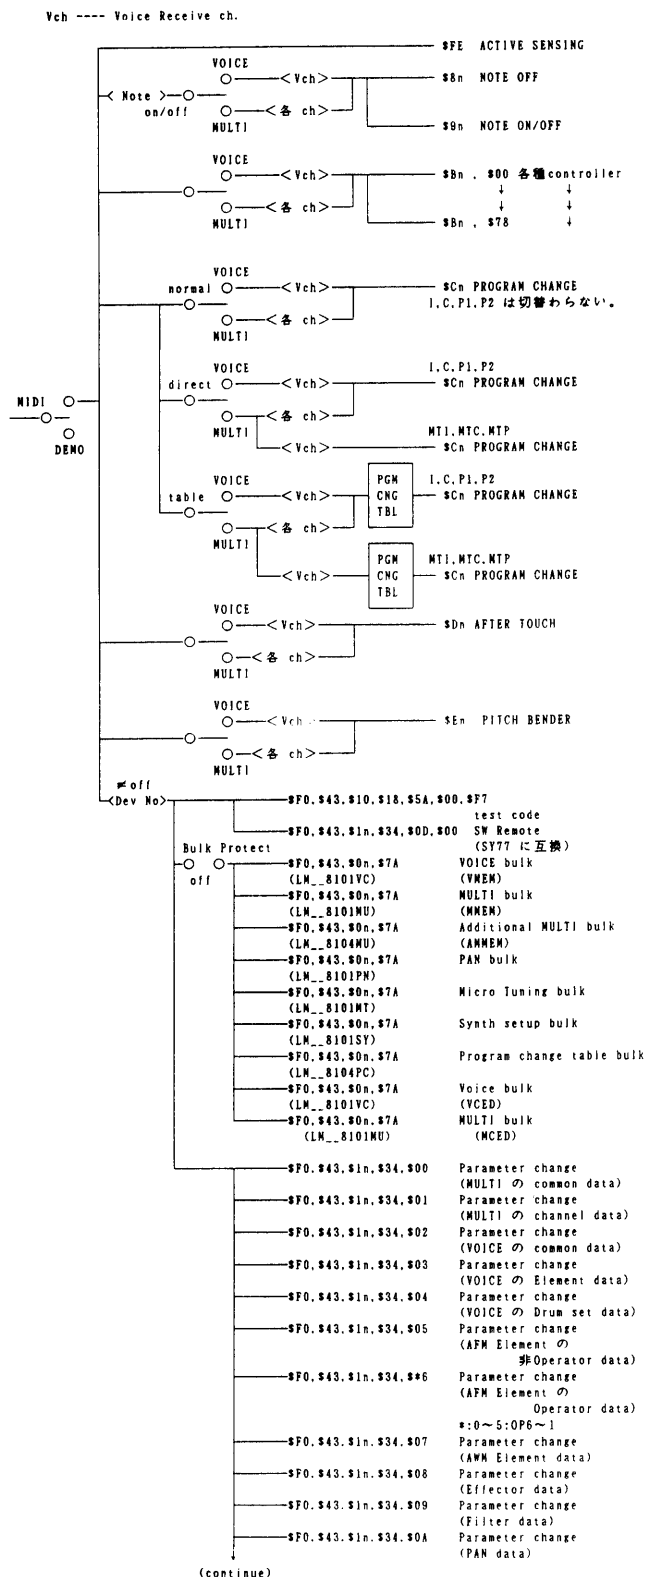 Vch ---- Voice Receive ch.
$FE ACTIVE SENSING
VOICE
< Note > <Vch> $8n NOTE OFF
on/off <各 ch>
MULTI $9n NOTE ON/OFF
VOICE
<Vch> $Bn , $00 各種controller
↓ ↓
<各 ch> ↓ ↓
MULTI $Bn , $78 ↓
VOICE
normal <Vch> $Cn PROGRAM CHANGE
I,C,P1,P2 は切替わらない。
<各 ch>
MULTI
VOICE I,C,P1,P2
direct <Vch> $Cn PROGRAM CHANGE
MIDI <各 ch>
MULTI MTI,MTC,MTP
DEMO <Vch> $Cn PROGRAM CHANGE
VOICE PGM I,C,P1,P2
table <Vch> CNG $Cn PROGRAM CHANGE
<各 ch> TBL
MULTI
PGM MTI,MTC,MTP
<Vch> CNG $Cn PROGRAM CHANGE
TBL
VOICE
<Vch> $Dn AFTER TOUCH
<各 ch>
MULTI
VOICE
<Vch> $En PITCH BENDER
<各 ch>
MULTI
≠off
<Dev No> $F0,$43,$10,$18,$5A,$00,$F7
test code
$F0,$43,$1n,$34,$0D,$00 SW Remote
(SY77 に互換)
Bulk Protect
off
$F0,$43,$0n,$7A VOICE bulk
(LM__8101VC) (VMEM)
$F0,$43,$0n,$7A MULTI bulk
(LM__8101MU) (MMEM)
$F0,$43,$0n,$7A Additional MULTI bulk
(LM__8104MU) (AMMEM)
$F0,$43,$0n,$7A PAN bulk
(LM__8101PN)
$F0,$43,$0n,$7A Micro Tuning bulk
(LM__8101MT)
$F0,$43,$0n,$7A Synth setup bulk
(LM__8101SY)
$F0,$43,$0n,$7A Program change table bulk
(LM__8104PC)
$F0,$43,$0n,$7A Voice bulk
(LM__8101VC) (VCED)
$F0,$43,$0n,$7A MULTI bulk
(LM__8101MU) (MCED)
$F0,$43,$1n,$34,$00 Parameter change
(MULTI の common data)
$F0,$43,$1n,$34,$01 Parameter change
(MULTI の channel data)
$F0,$43,$1n,$34,$02 Parameter change
(VOICE の common data)
$F0,$43,$1n,$34,$03 Parameter change
(VOICE の Element data)
$F0,$43,$1n,$34,$04 Parameter change
(VOICE の Drum set data)
$F0,$43,$1n,$34,$05 Parameter change
(AFM Element の
非Operator data)
$F0,$43,$1n,$34,$*6 Parameter change
(AFM Element の
Operator data)
*:0~5:OP6~1
$F0,$43,$1n,$34,$07 Parameter change
(AWM Element data)
$F0,$43,$1n,$34,$08 Parameter change
(Effector data)
$F0,$43,$1n,$34,$09 Parameter change
(Filter data)
$F0,$43,$1n,$34,$0A Parameter change
(PAN data)
(continue)